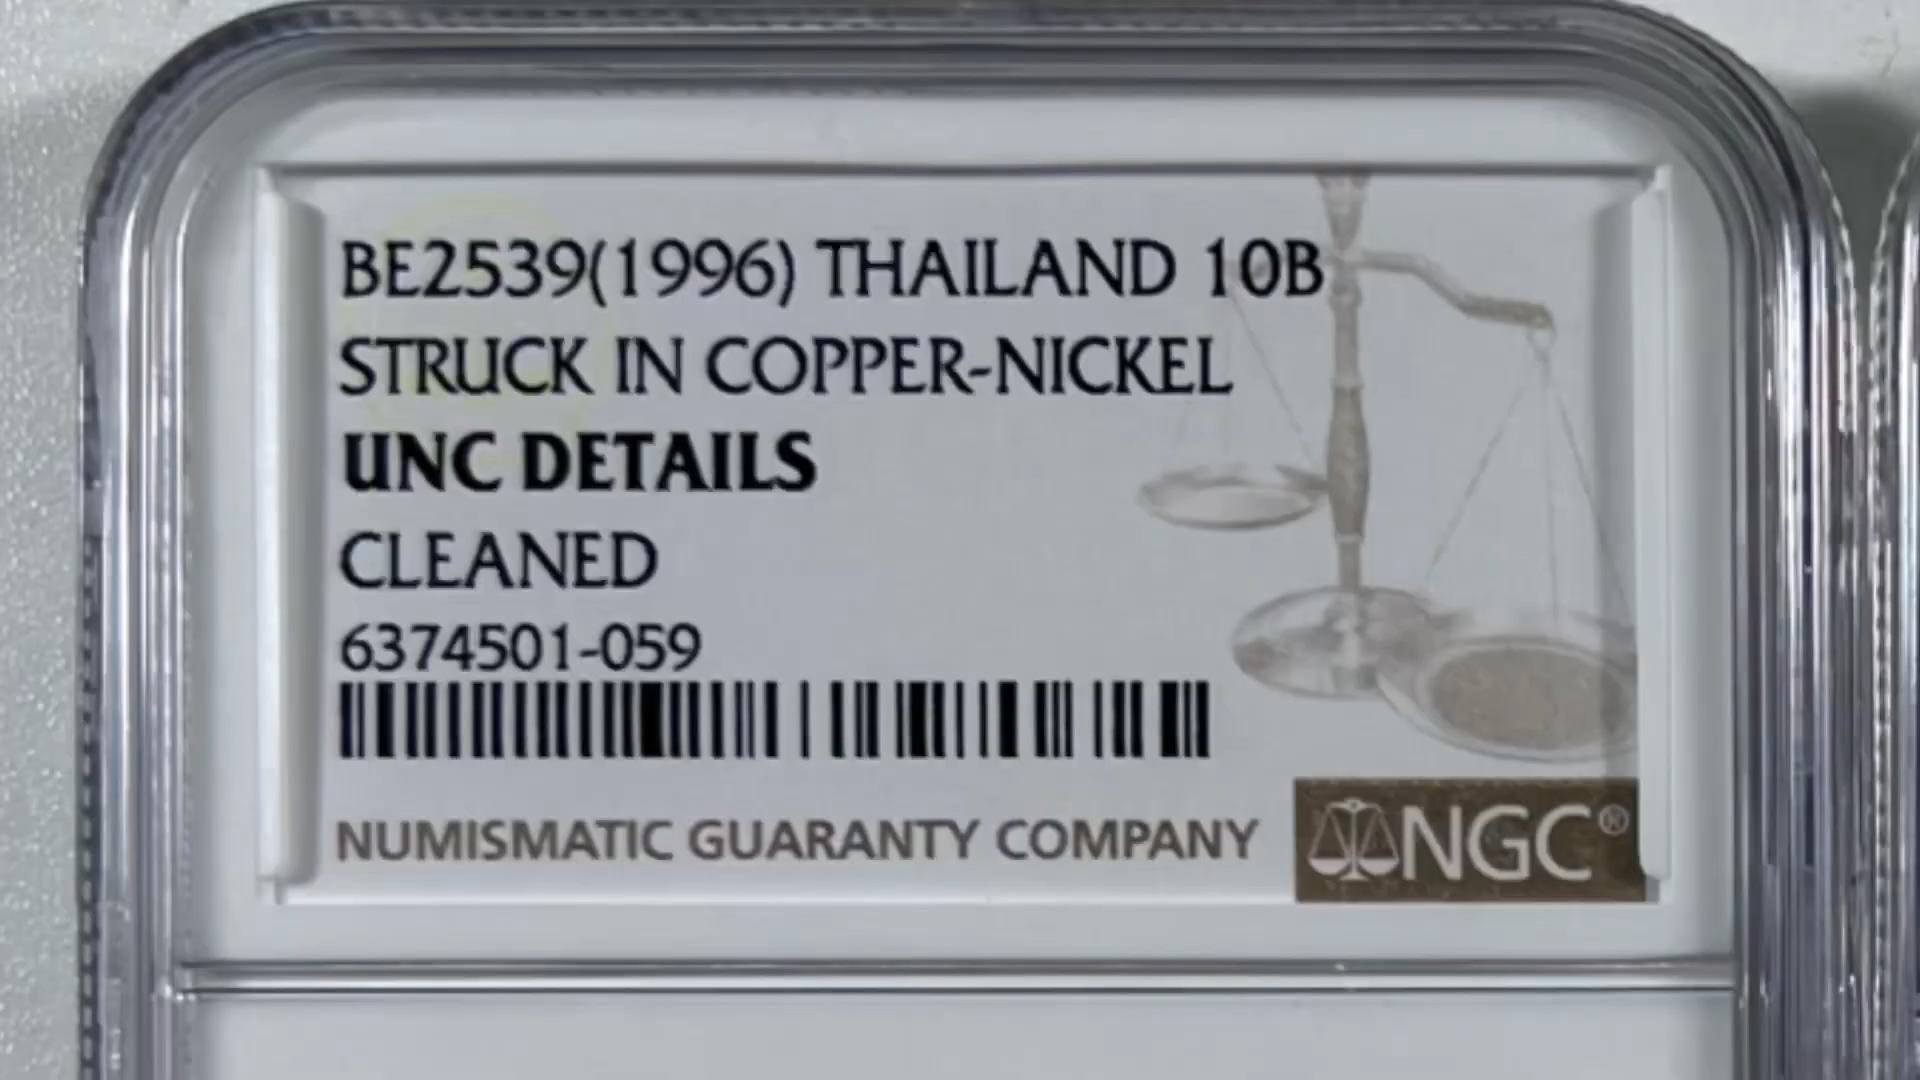 BE2539(1996) THAILAND 10B
STRUCK IN COPPER-NICKEL
UNC DETAILS
CLEANED
6374501-059
NUMISMATIC GUARANTY COMPANY
NGC®